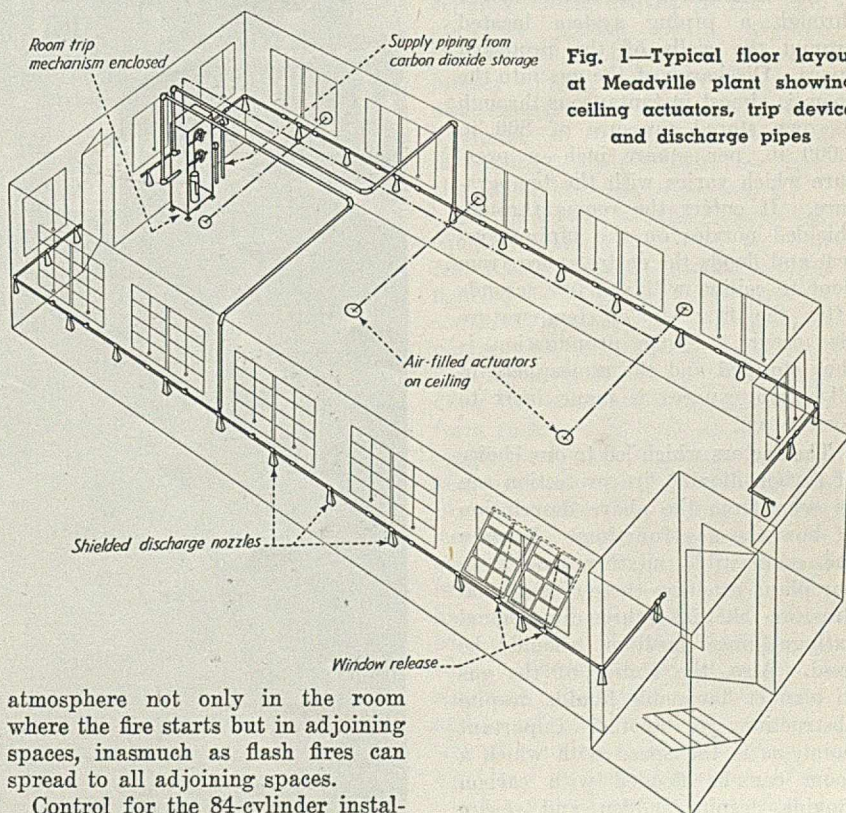 Room trip
mechanism enclosed
Supply piping from
carbon dioxide storage
Fig. 1—Typical floor layou
at Meadville plant showin
ceiling actuators, trip device
and discharge pipes
Air-filled actuators
on ceiling
Shielded discharge nozzles
Window release
atmosphere not only in the room
where the fire starts but in adjoining
spaces, inasmuch as flash fires can
spread to all adjoining spaces.
Control for the 84-cylinder instal-